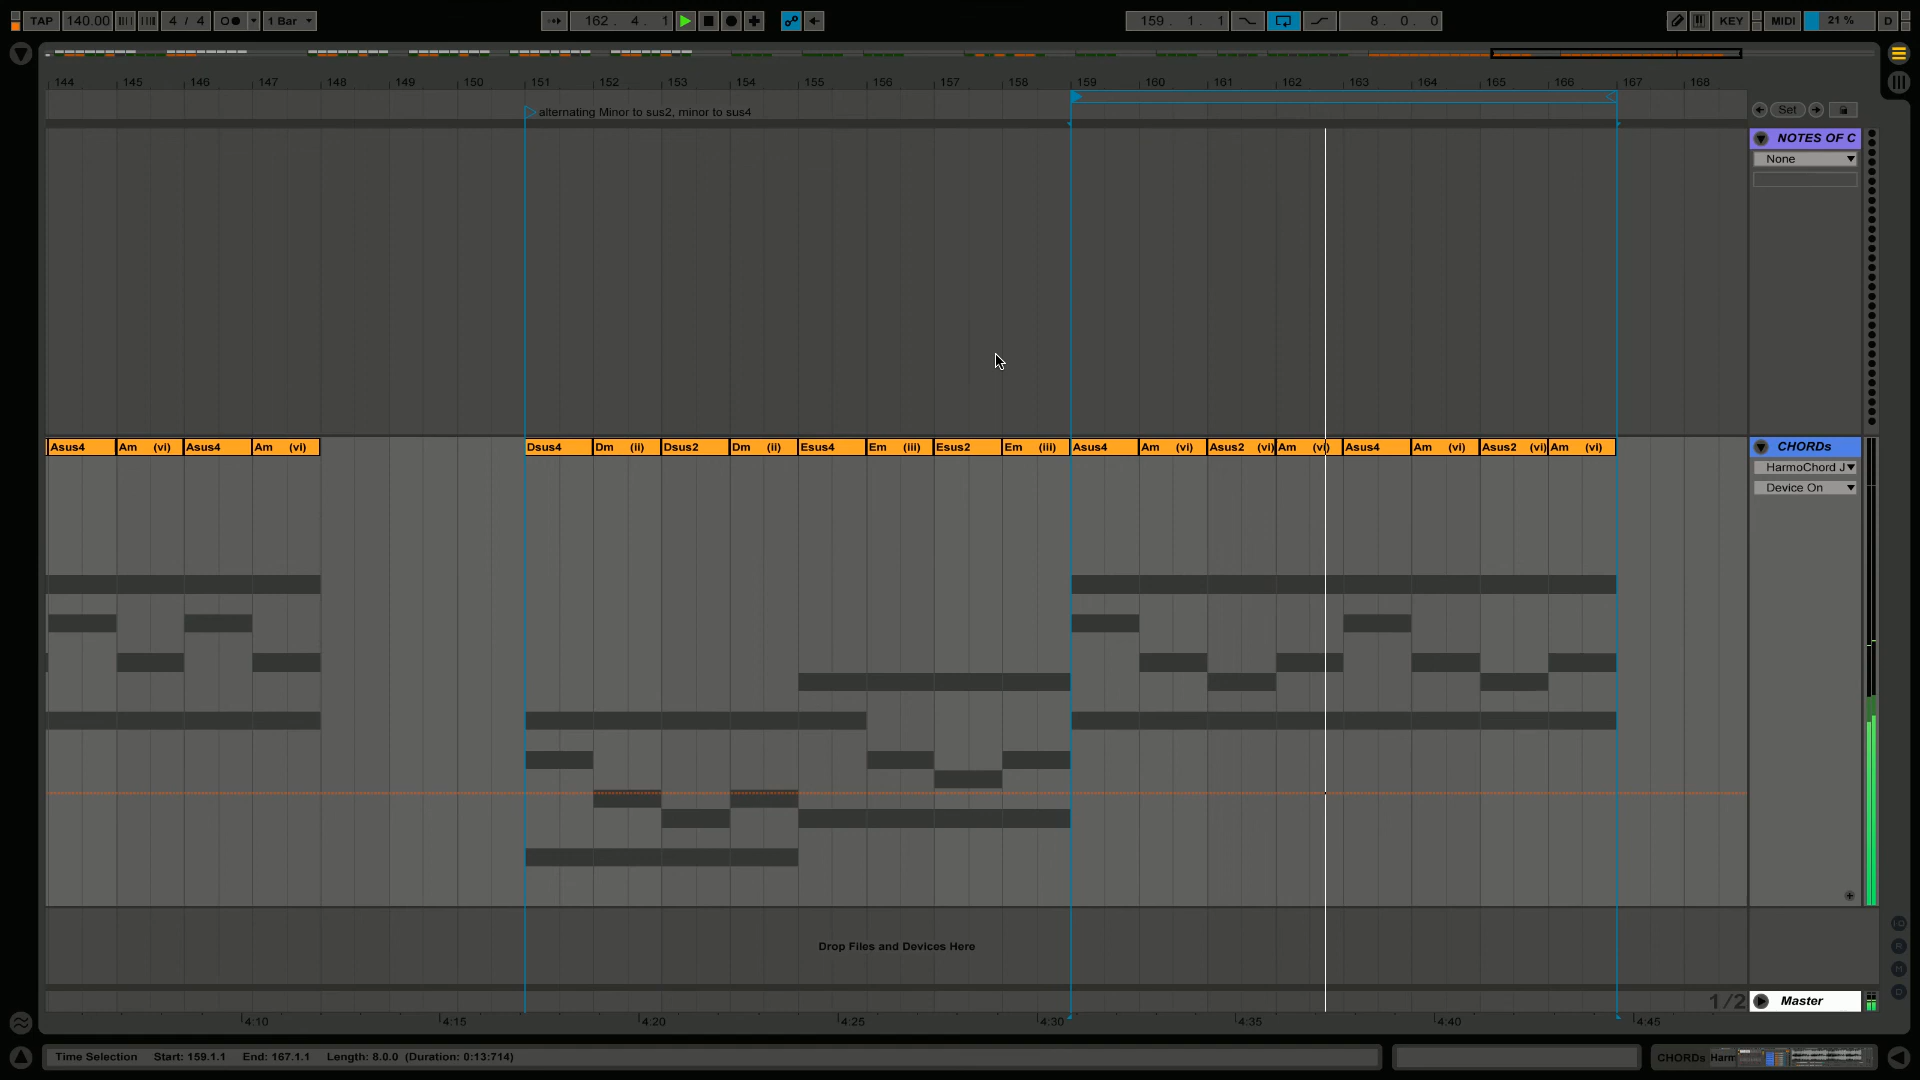 TAP 140.00 4 / 4 1 Bar 162 . 4 . 1 159 . 1 . 1 8 . 0 . 0 KEY MIDI 21 % D
144 145 146 147 148 149 150 151 152 153 154 155 156 157 158 159 160 161 162 163 164 165 166 167 168
alternating Minor to sus2, minor to sus4
Set
NOTES OF C
None
Asus4 Am (vi) Asus4 Am (vi) Dsus4 Dm (ii) Dsus2 Dm (ii) Esus4 Em (iii) Esus2 Em (iii) Asus4 Am (vi) Asus2 (vi) Am (vi) Asus4 Am (vi) Asus2 (vi) Am (vi)
CHORDs
HarmoChord J
Device On
Drop Files and Devices Here
1/2
Master
4:10 4:15 4:20 4:25 4:30 4:35 4:40 4:45
Time Selection Start: 159.1.1 End: 167.1.1 Length: 8.0.0 (Duration: 0:13:714)
CHORDs Harm